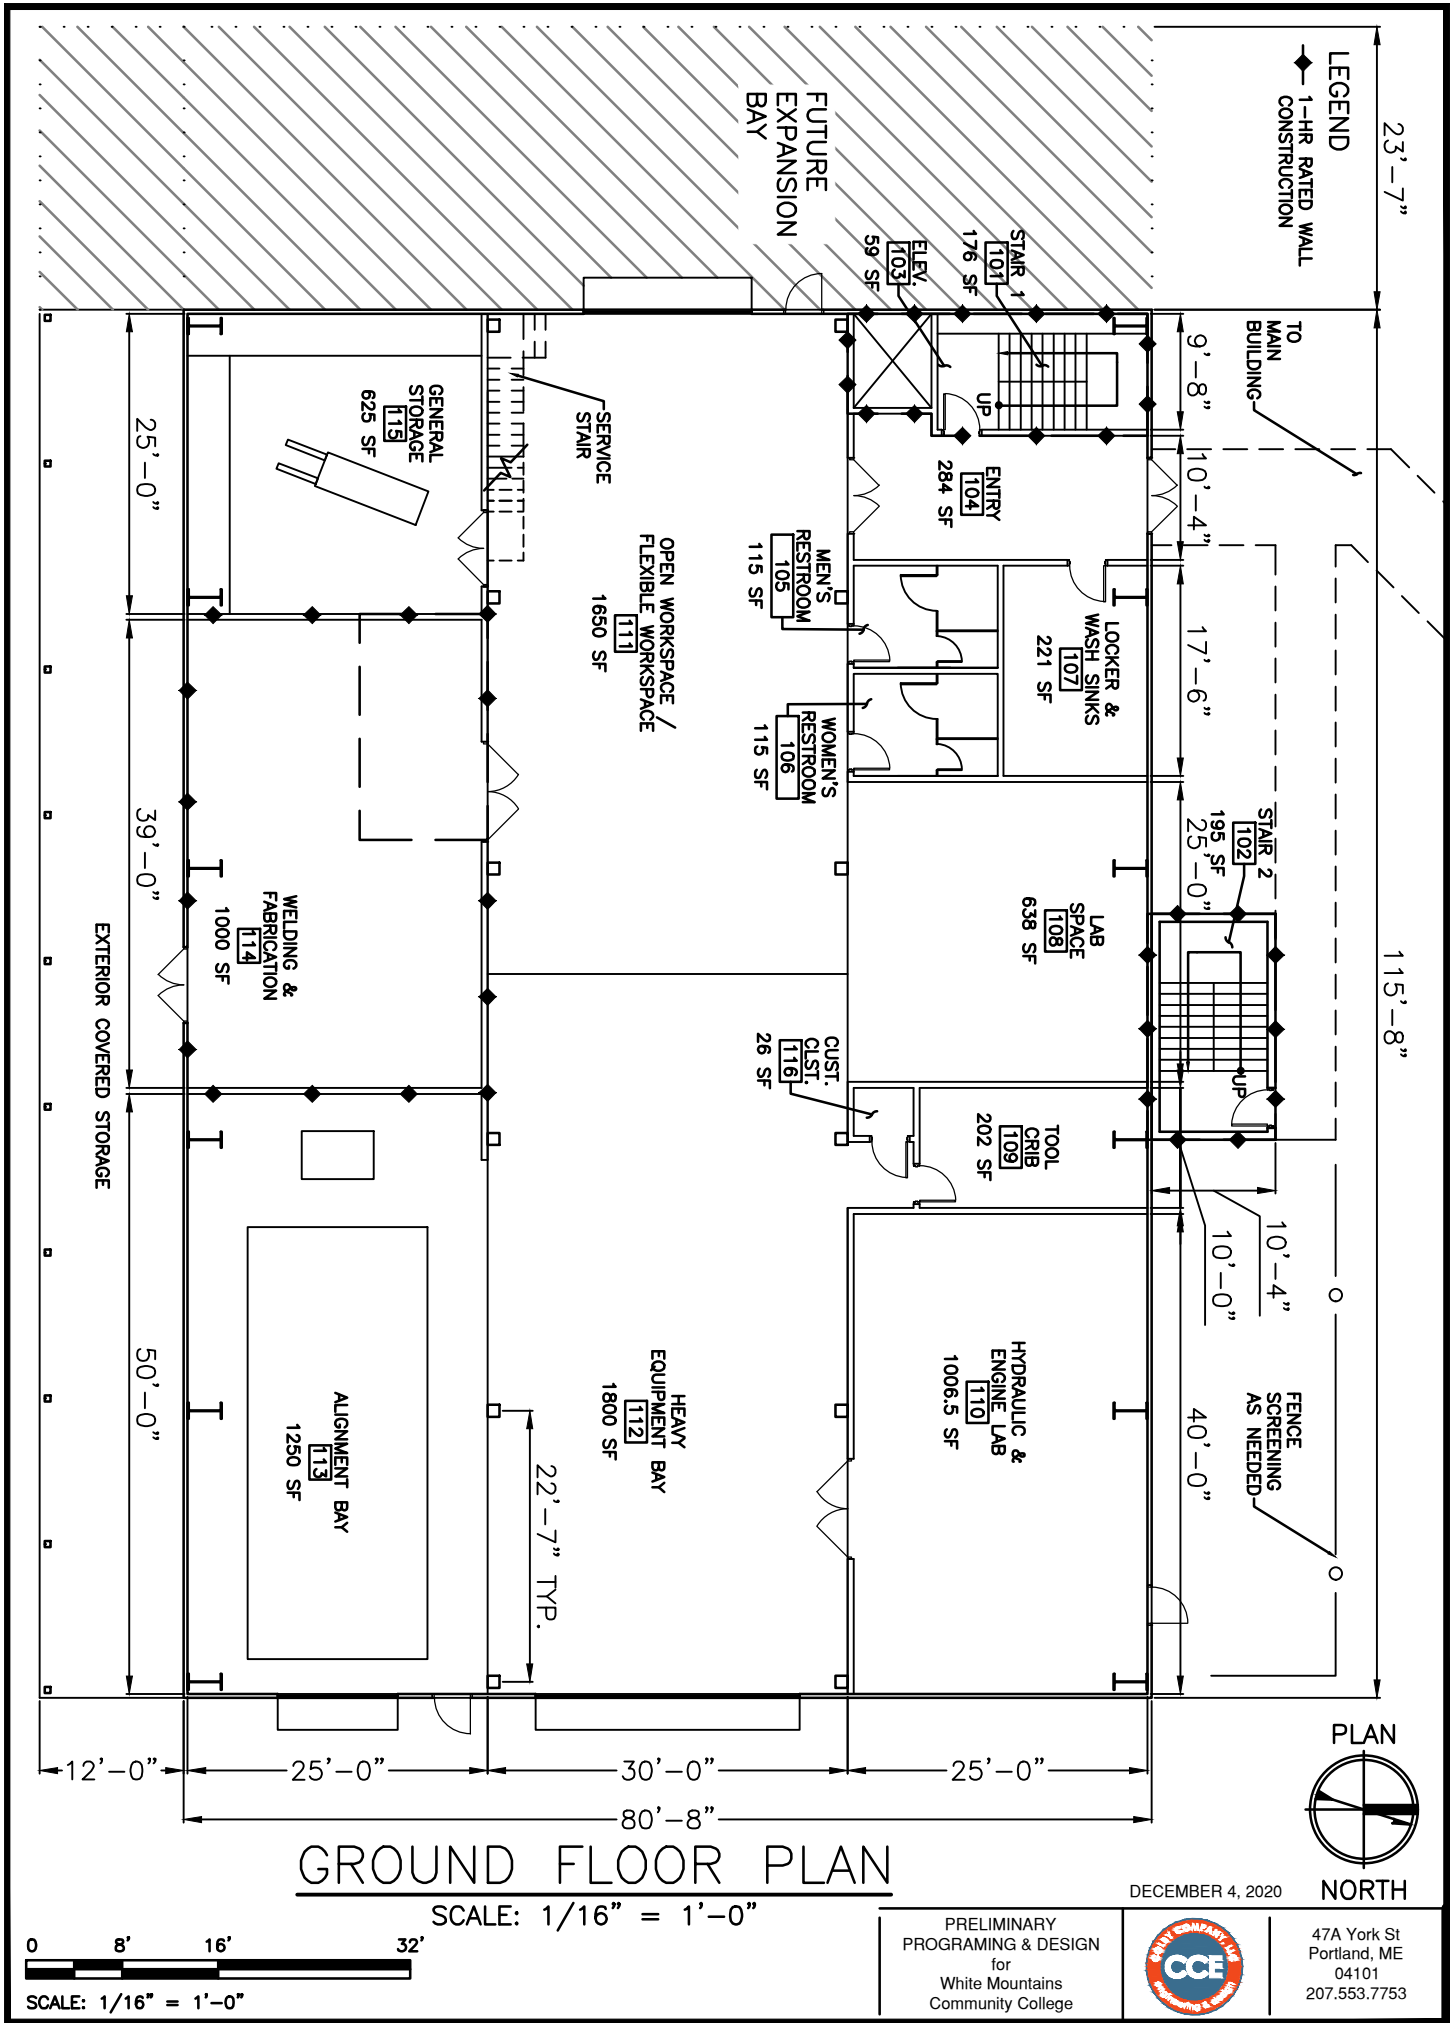 LEGEND
1-HR RATED WALL
CONSTRUCTION
23'-7"
115'-8"
FUTURE
EXPANSION
BAY
TO
MAIN
BUILDING
STAIR 1
101
176 SF
ELEV.
103
59 SF
UP
9'-8"
10'-4"
17'-6"
25'-0"
ENTRY
104
284 SF
MEN'S
RESTROOM
105
115 SF
WOMEN'S
RESTROOM
106
115 SF
LOCKER &
WASH SINKS
107
221 SF
STAIR 2
102
195 SF
UP
LAB
SPACE
108
638 SF
CUST.
CLST.
116
26 SF
TOOL
CRIB
109
202 SF
10'-4"
10'-0"
40'-0"
FENCE
SCREENING
AS NEEDED
HYDRAULIC &
ENGINE LAB
110
1006.5 SF
SERVICE
STAIR
OPEN WORKSPACE /
FLEXIBLE WORKSPACE
111
1650 SF
HEAVY
EQUIPMENT BAY
112
1800 SF
22'-7" TYP.
GENERAL
STORAGE
115
625 SF
WELDING &
FABRICATION
114
1000 SF
ALIGNMENT BAY
113
1250 SF
25'-0"
39'-0"
50'-0"
EXTERIOR COVERED STORAGE
12'-0"
25'-0"
30'-0"
25'-0"
80'-8"
PLAN
NORTH
GROUND FLOOR PLAN
SCALE: 1/16" = 1'-0"
0 8' 16' 32'
SCALE: 1/16" = 1'-0"
DECEMBER 4, 2020
PRELIMINARY
PROGRAMING & DESIGN
for
White Mountains
Community College
CCE
47A York St
Portland, ME
04101
207.553.7753